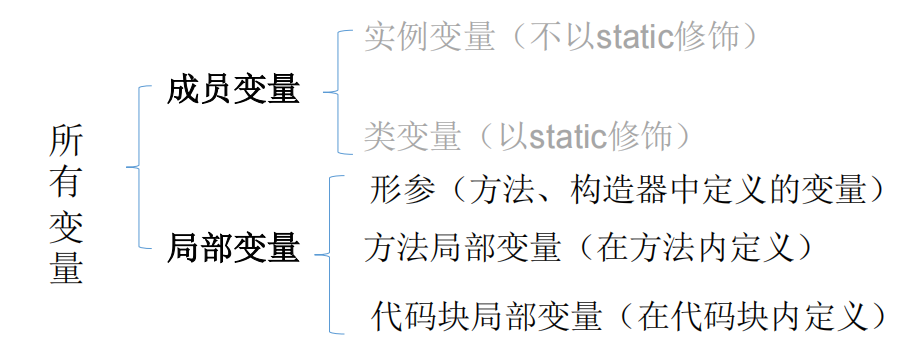 所有变量
成员变量
实例变量（不以static修饰）
类变量（以static修饰）
局部变量
形参（方法、构造器中定义的变量）
方法局部变量（在方法内定义）
代码块局部变量（在代码块内定义）